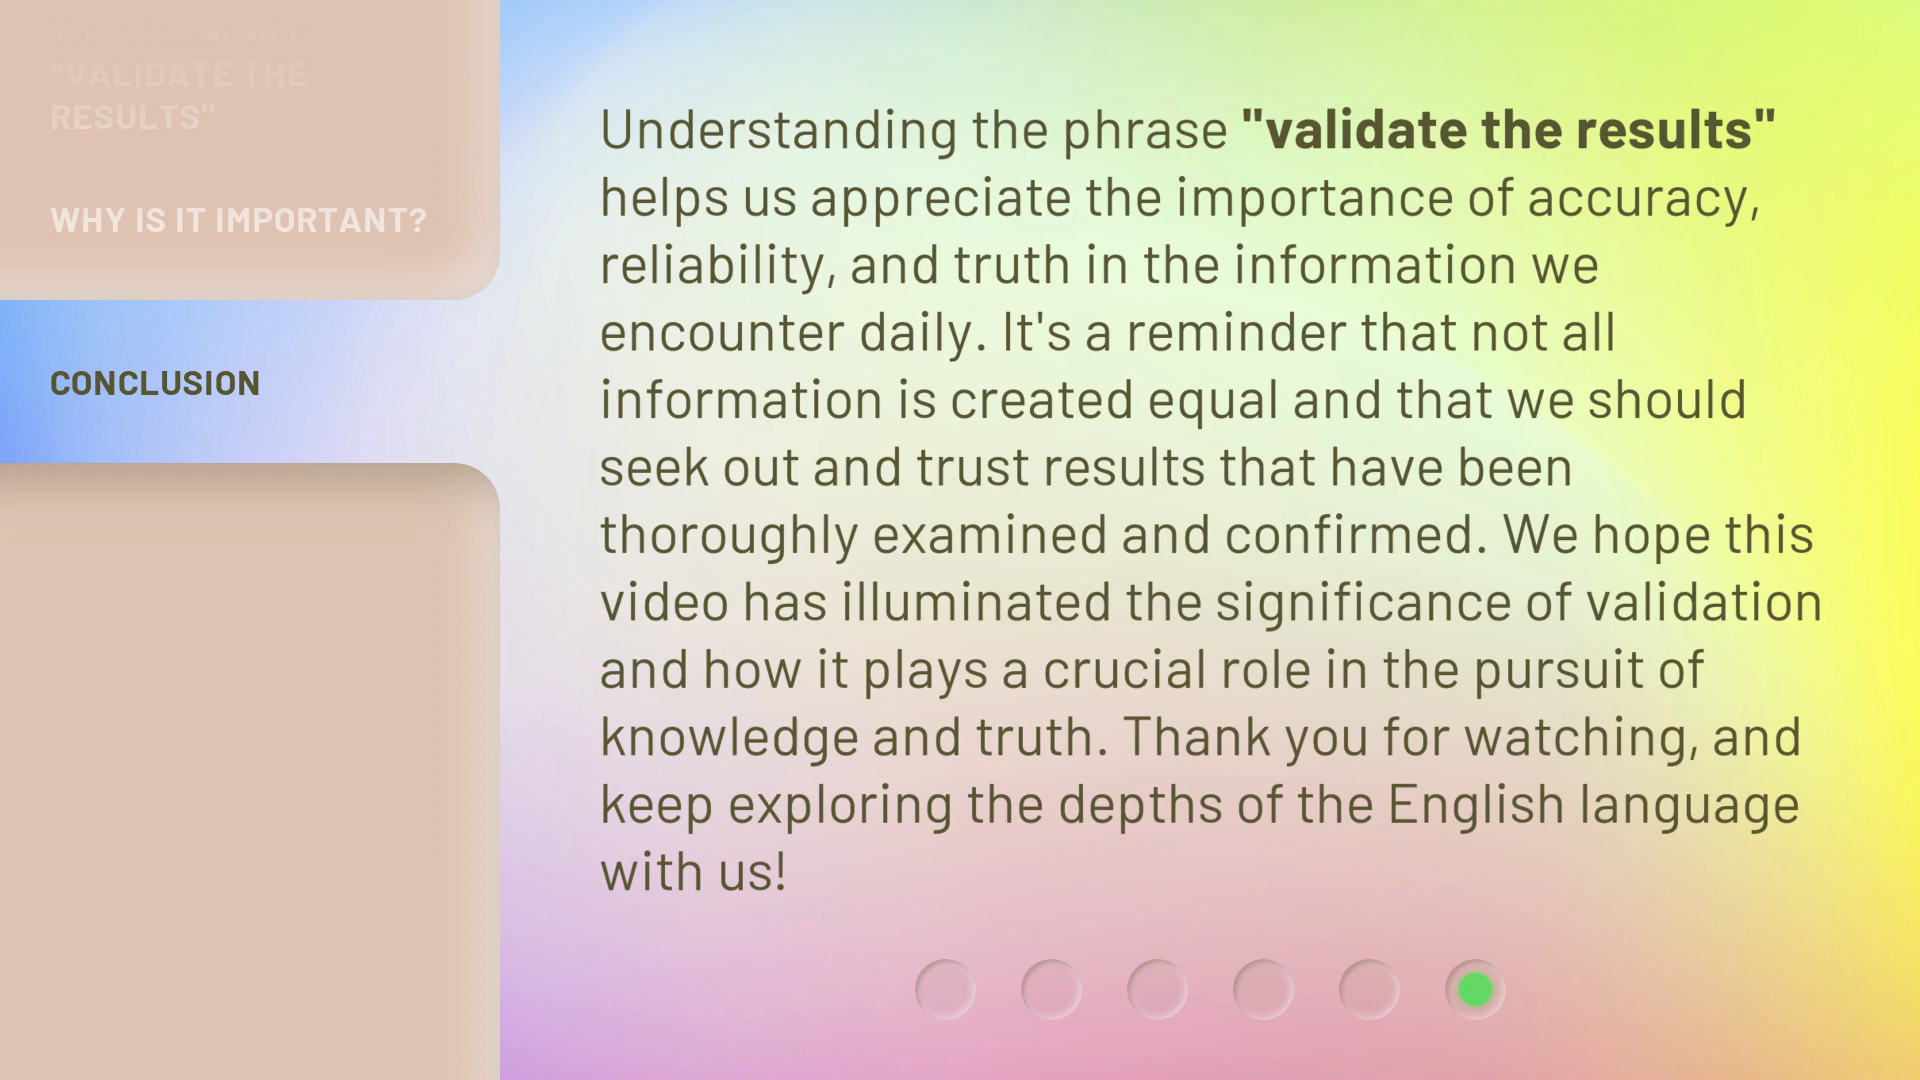 THE MEANING OF
"VALIDATE THE
RESULTS"
WHY IS IT IMPORTANT?
CONCLUSION
Understanding the phrase "validate the results"
helps us appreciate the importance of accuracy,
reliability, and truth in the information we
encounter daily. It's a reminder that not all
information is created equal and that we should
seek out and trust results that have been
thoroughly examined and confirmed. We hope this
video has illuminated the significance of validation
and how it plays a crucial role in the pursuit of
knowledge and truth. Thank you for watching, and
keep exploring the depths of the English language
with us!